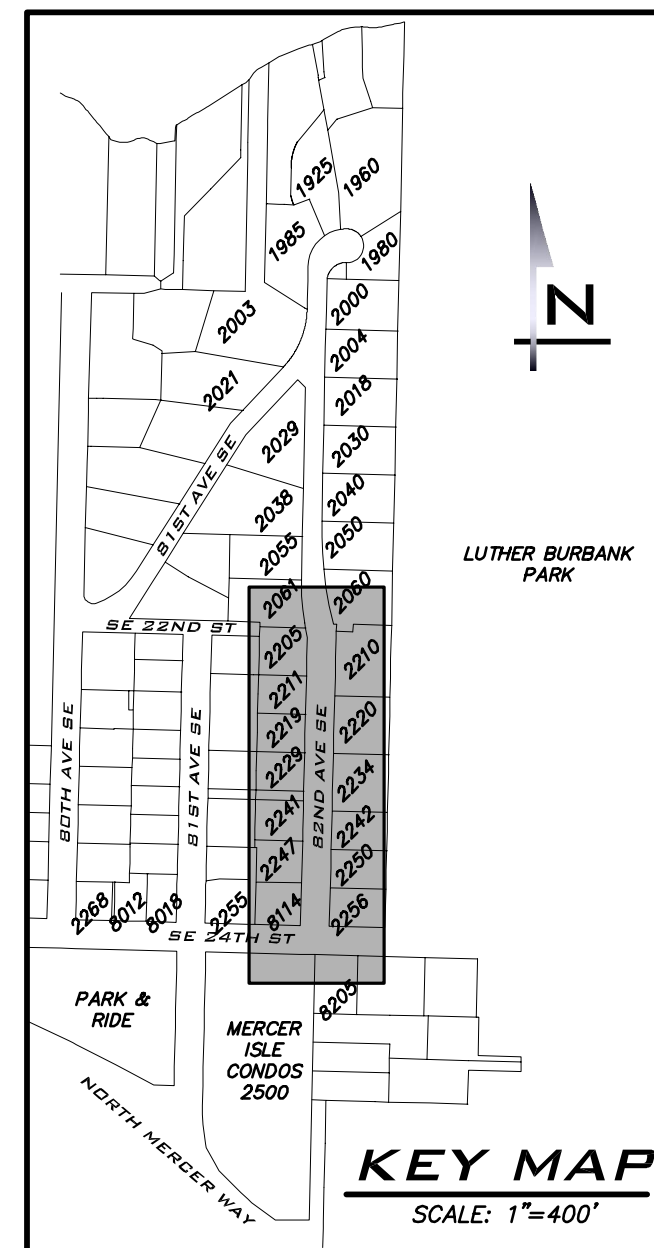 1925
1960
1985
1980
N
2000
2003
2004
2021
2018
2029
2030
81ST AVE SE
2038
2040
2055
2050
LUTHER BURBANK
PARK
2061
2060
SE 22ND ST
2205
2210
2211
2219
2220
80TH AVE SE
81ST AVE SE
82ND AVE SE
2229
2234
2241
2242
2247
2250
2268
8012
8018
2255
8114
2256
SE 24TH ST
PARK &
RIDE
8205
MERCER
ISLE
CONDOS
2500
NORTH MERCER WAY
KEY MAP
SCALE: 1"=400'